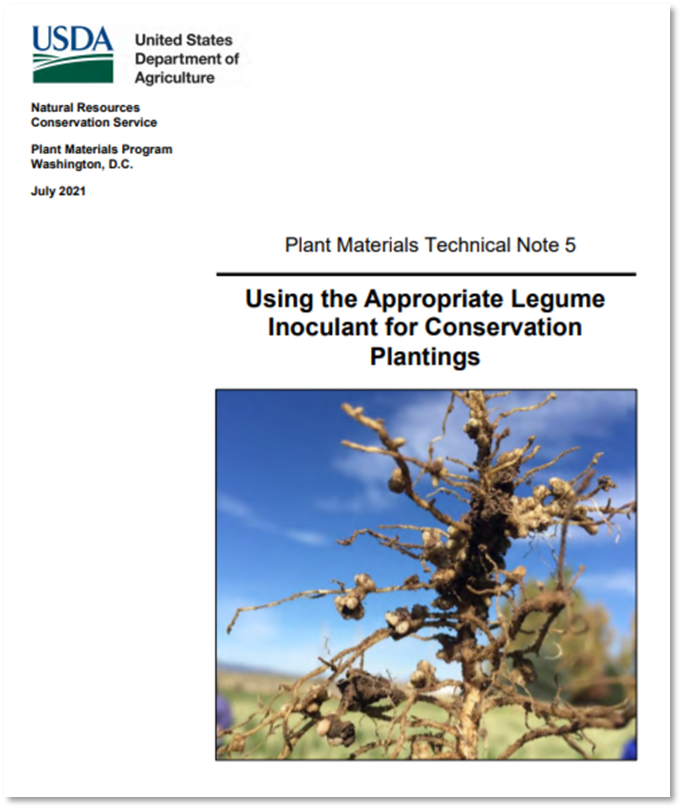 USDA
United States
Department of
Agriculture
Natural Resources
Conservation Service
Plant Materials Program
Washington, D.C.
July 2021
Plant Materials Technical Note 5
Using the Appropriate Legume
Inoculant for Conservation
Plantings